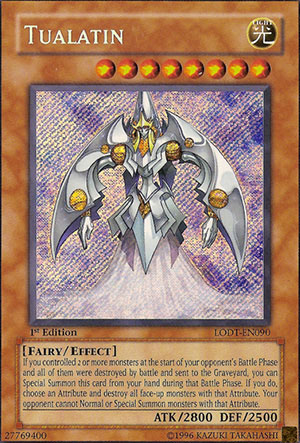 TUALATIN
LIGHT
光
1st Edition
LODT-EN090
[FAIRY/EFFECT]
If you controlled 2 or more monsters at the start of your opponent's Battle Phase
and all of them were destroyed by battle and sent to the Graveyard, you can
Special Summon this card from your hand during that Battle Phase. If you do,
choose an Attribute and destroy all face-up monsters with that Attribute. Your
opponent cannot Normal or Special Summon monsters with that Attribute.
ATK/2800 DEF/2500
27769400
©1996 KAZUKI TAKAHASHI